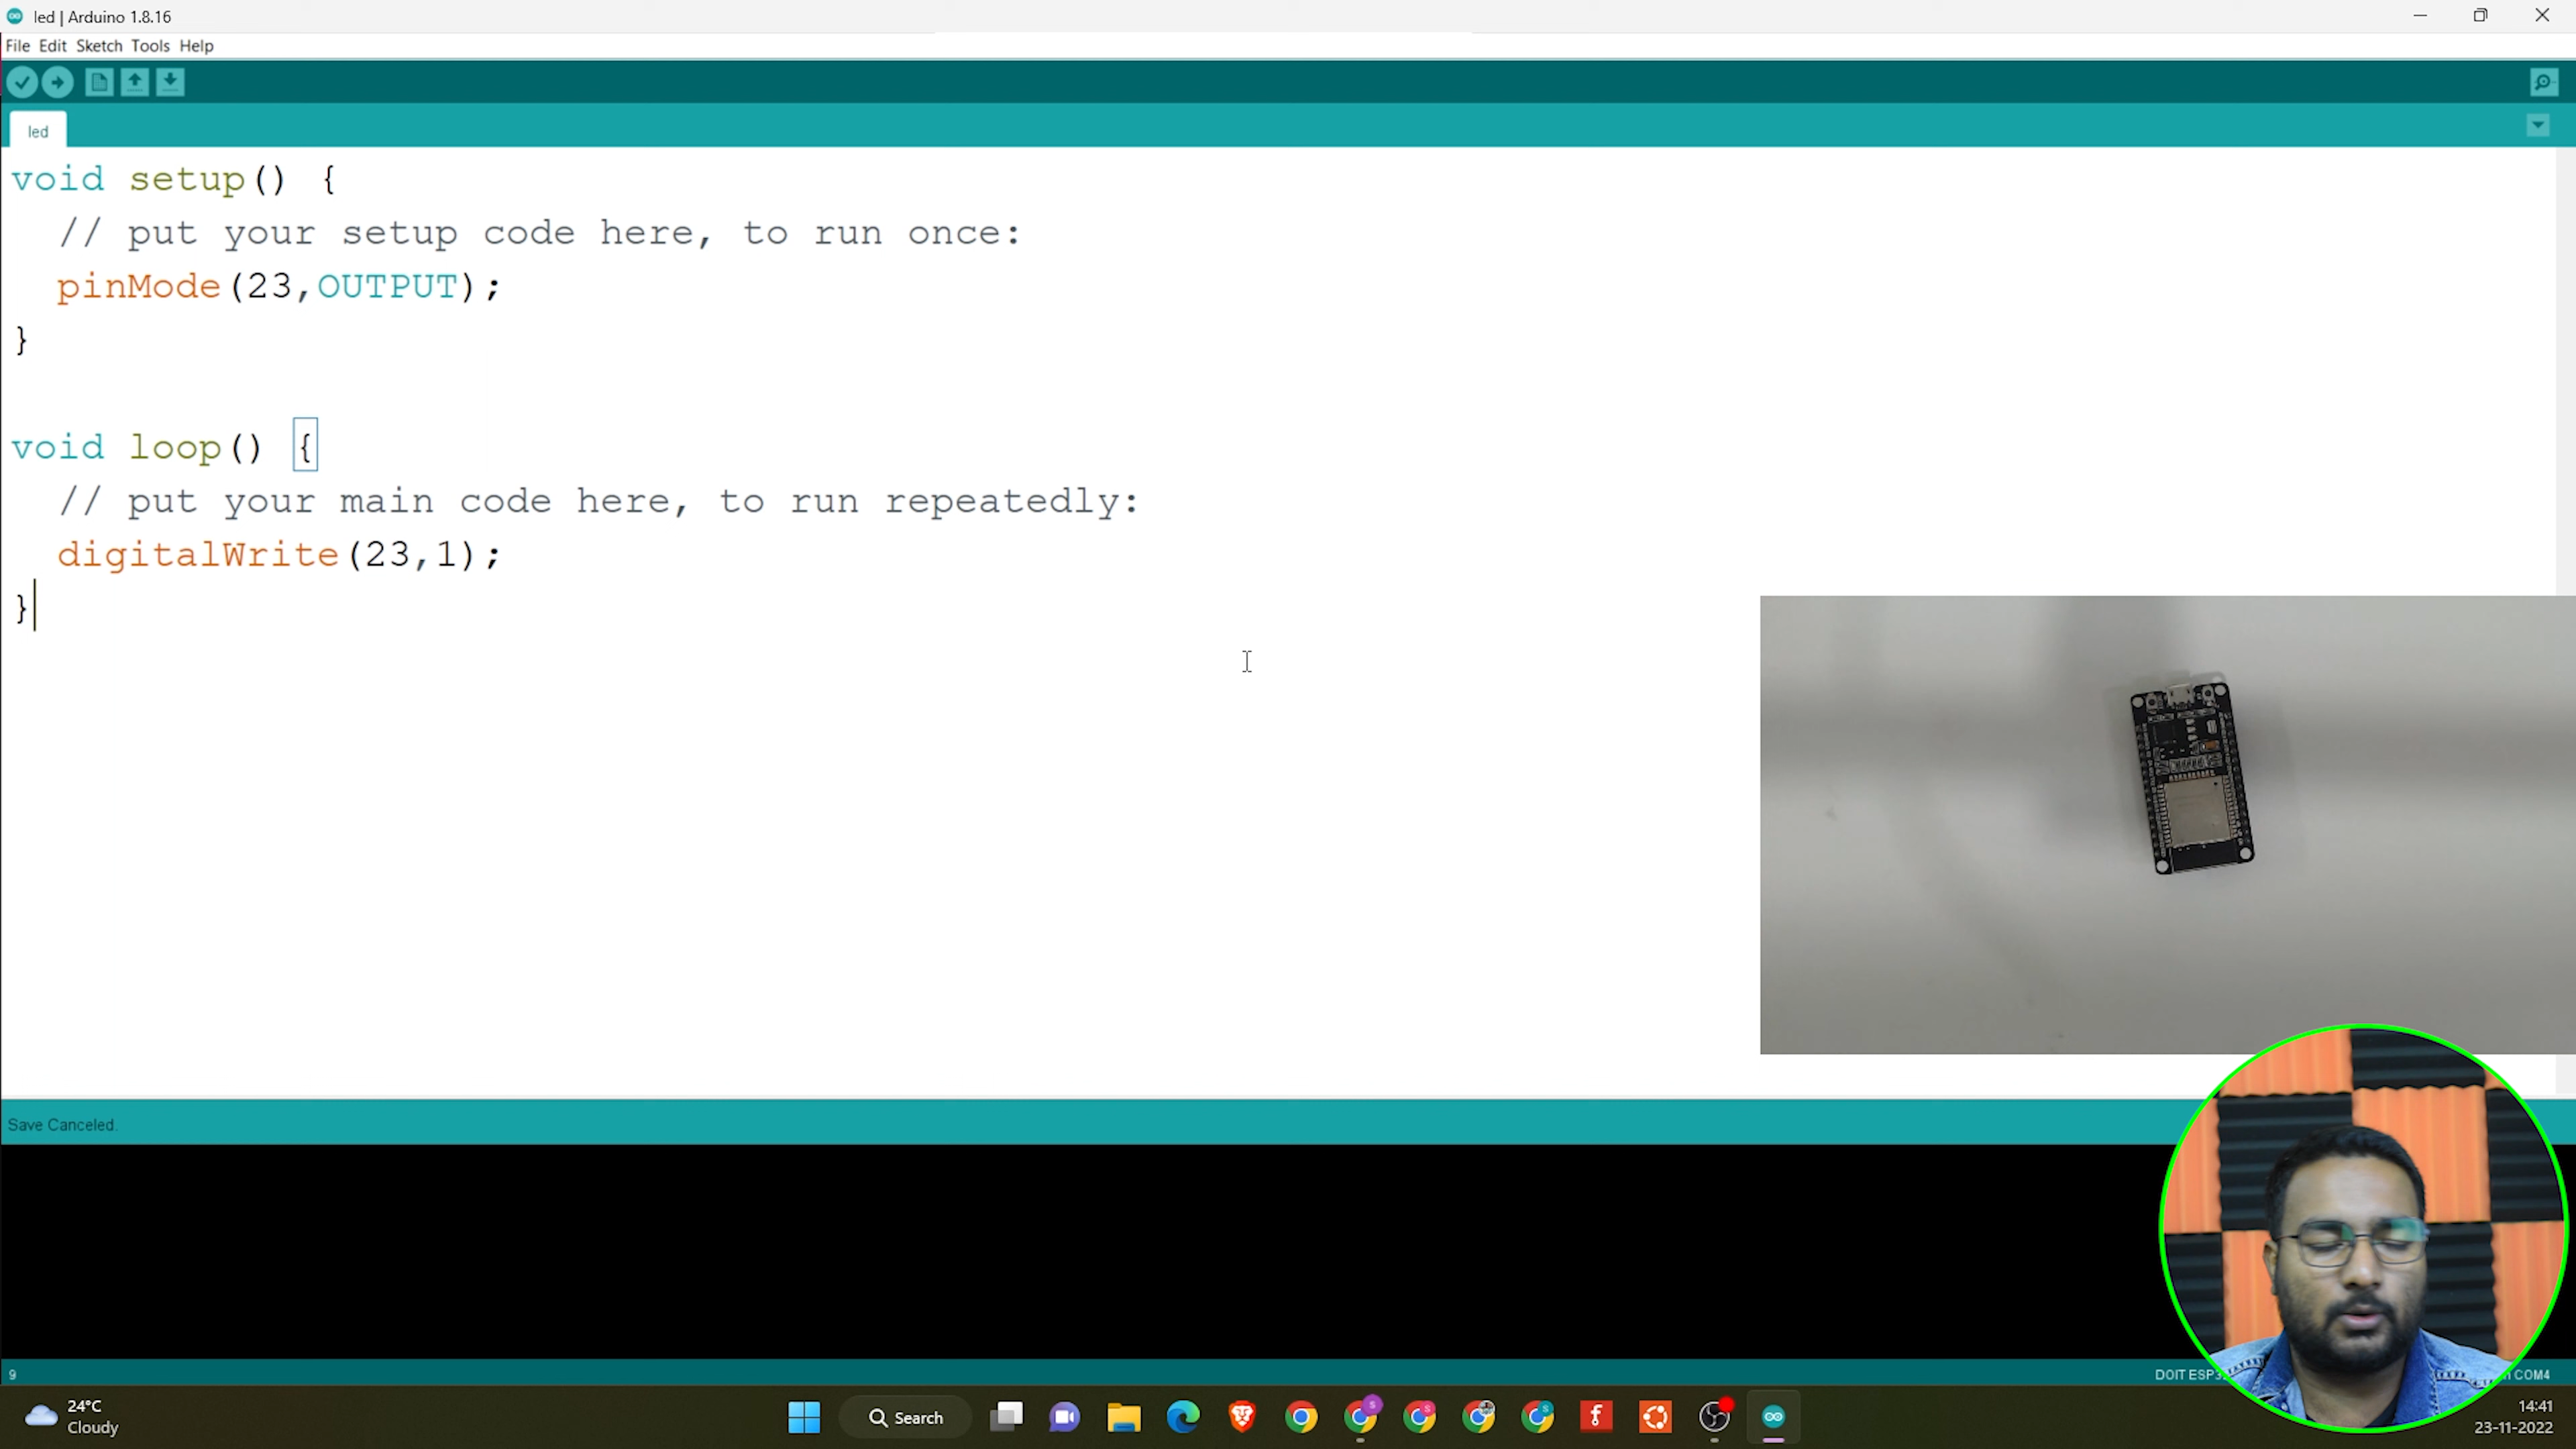 led | Arduino 1.8.16
File Edit Sketch Tools Help
led
void setup() {
// put your setup code here, to run once:
pinMode(23,OUTPUT);
}
void loop() {
// put your main code here, to run repeatedly:
digitalWrite(23,1);
}
Save Canceled.
9
DOIT
COM4
24°C
Cloudy
Search
14:41
23-11-2022